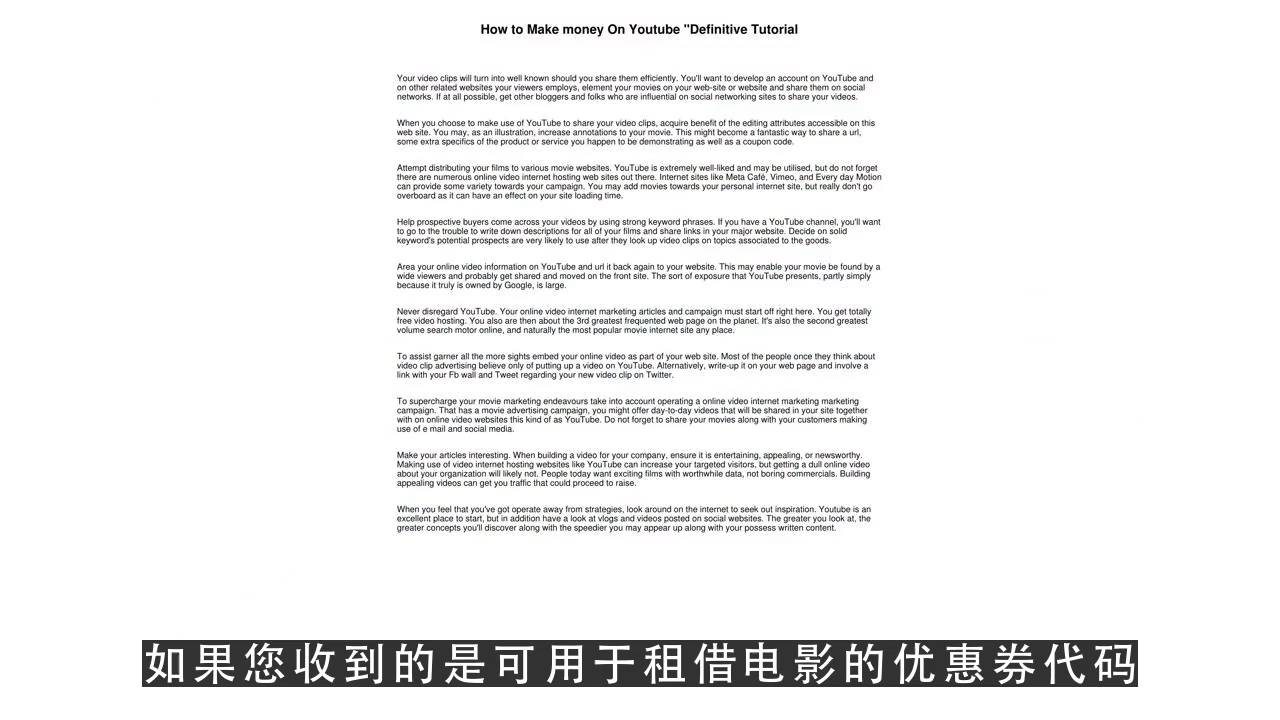 How to Make money On Youtube "Definitive Tutorial
Your video clips will turn into well known should you share them efficiently. You'll want to develop an account on YouTube and
on other related websites your viewers employs, element your movies on your web-site or website and share them on social
networks. If at all possible, get other bloggers and folks who are influential on social networking sites to share your videos.
When you choose to make use of YouTube to share your video clips, acquire benefit of the editing attributes accessible on this
web site. You may, as an illustration, increase annotations to your movie. This might become a fantastic way to share a url,
some extra specifics of the product or service you happen to be demonstrating as well as a coupon code.
Attempt distributing your films to various movie websites. YouTube is extremely well-liked and may be utilised, but do not forget
there are numerous online video internet hosting web sites out there. Internet sites like Meta Café, Vimeo, and Every day Motion
can provide some variety towards your campaign. You may add movies towards your personal internet site, but really don't go
overboard as it can have an effect on your site loading time.
Help prospective buyers come across your videos by using strong keyword phrases. If you have a YouTube channel, you'll want
to go to the trouble to write down descriptions for all of your films and share links in your major website. Decide on solid
keyword's potential prospects are very likely to use after they look up video clips on topics associated to the goods.
Area your online video information on YouTube and url it back again to your website. This may enable your movie be found by a
wide viewers and probably get shared and moved on the front site. The sort of exposure that YouTube presents, partly simply
because it truly is owned by Google, is large.
Never disregard YouTube. Your online video internet marketing articles and campaign must start off right here. You get totally
free video hosting. You also are then about the 3rd greatest frequented web page on the planet. It's also the second greatest
volume search motor online, and naturally the most popular movie internet site any place.
To assist garner all the more sights embed your online video as part of your web site. Most of the people once they think about
video clip advertising believe only of putting up a video on YouTube. Alternatively, write-up it on your web page and involve a
link with your Fb wall and Tweet regarding your new video clip on Twitter.
To supercharge your movie marketing endeavours take into account operating a online video internet marketing marketing
campaign. That has a movie advertising campaign, you might offer day-to-day videos that will be shared in your site together
with on online video websites this kind of as YouTube. Do not forget to share your movies along with your customers making
use of e mail and social media.
Make your articles interesting. When building a video for your company, ensure it is entertaining, appealing, or newsworthy.
Making use of video internet hosting websites like YouTube can increase your targeted visitors, but getting a dull online video
about your organization will likely not. People today want exciting films with worthwhile data, not boring commercials. Building
appealing videos can get you traffic that could proceed to raise.
When you feel that you've got operate away from strategies, look around on the internet to seek out inspiration. Youtube is an
excellent place to start, but in addition have a look at vlogs and videos posted on social websites. The greater you look at, the
greater concepts you'll discover along with the speedier you may appear up along with your possess written content.
如果您收到的是可用于租借电影的优惠券代码